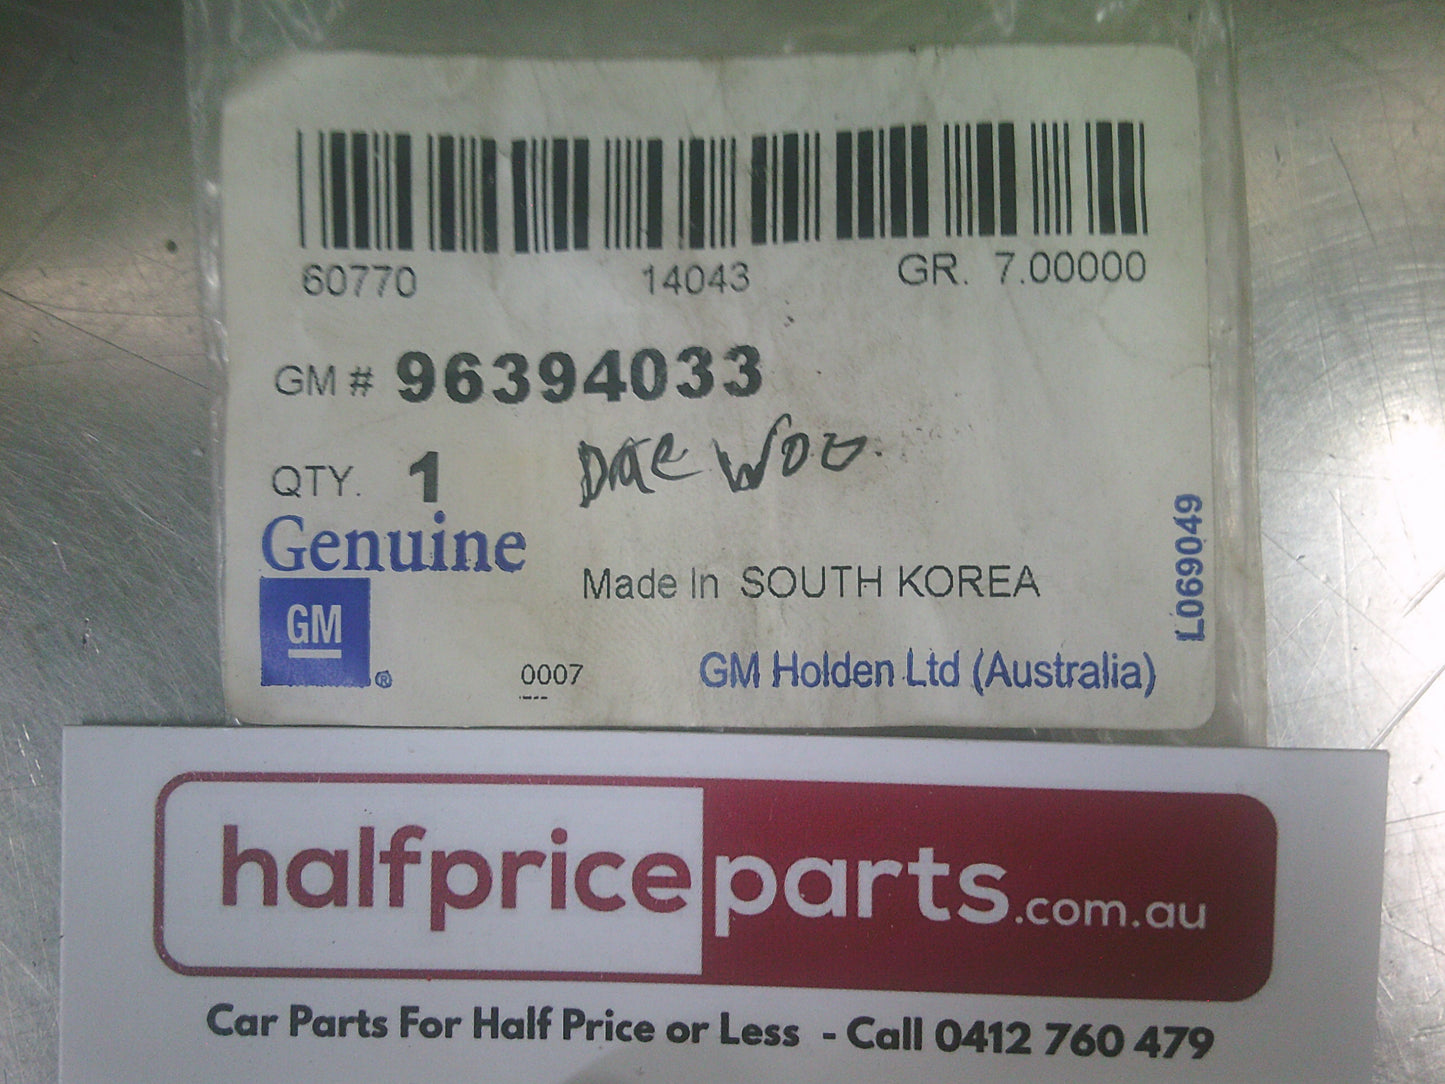 60770 14043 GR. 7.00000
GM # 96394033
Daewoo.
QTY. 1
Genuine
GM ®
Made In SOUTH KOREA
0007
GM Holden Ltd (Australia)
L069049
halfpriceparts.com.au
Car Parts For Half Price or Less - Call 0412 760 479